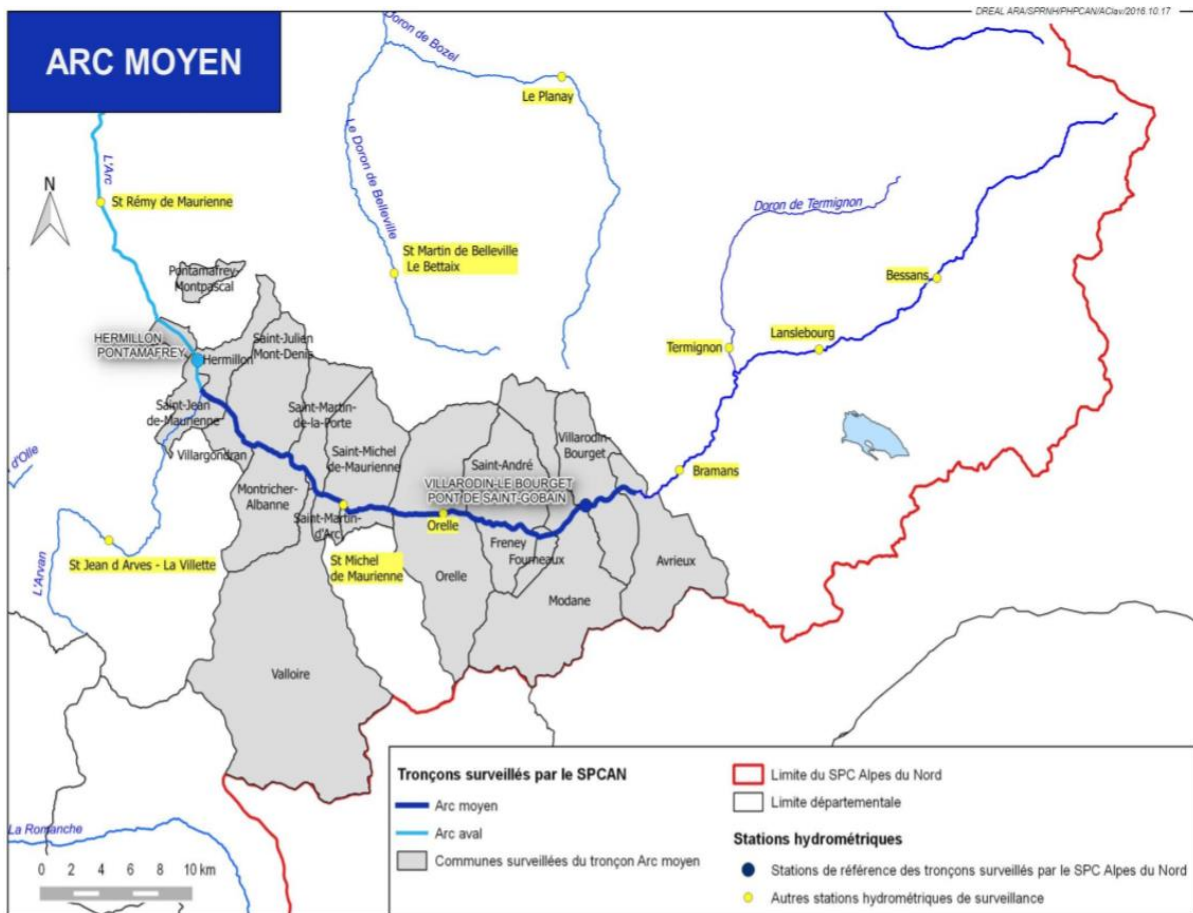 DREAL ARA/SPRNH/PHPCAN/AClav/2016.10.17
ARC MOYEN
Doron de Bozel
Le Planay
Le Doron de Belleville
L'Arc
N
St Rémy de Maurienne
Doron de Termignon
St Martin de Belleville
Le Bettaix
Bessans
Pontamafrey-
Montpascal
HERMILLON
PONTAMAFREY
Hermillon
Saint-Julien
Mont-Denis
Termignon
Lanslebourg
Saint-Jean
de-Maurienne
Saint-Martin-
de-la-Porte
Villargondran
Saint-Michel
de-Maurienne
Villarodin-
Bourget
Saint-André
VILLARODIN-LE BOURGET
PONT DE SAINT-GOBAIN
Bramans
d'Olle
Montricher-
Albanne
Saint-Martin-
d'Arc
Orelle
Freney
Fourneaux
St Jean d Arves - La Villette
L'Arvan
St Michel
de Maurienne
Orelle
Avrieux
Modane
Valloire
La Romanche
0 2 4 6 8 10 km
Tronçons surveillés par le SPCAN
Arc moyen
Arc aval
Communes surveillées du tronçon Arc moyen
Limite du SPC Alpes du Nord
Limite départementale
Stations hydrométriques
Stations de référence des tronçons surveillés par le SPC Alpes du Nord
Autres stations hydrométriques de surveillance